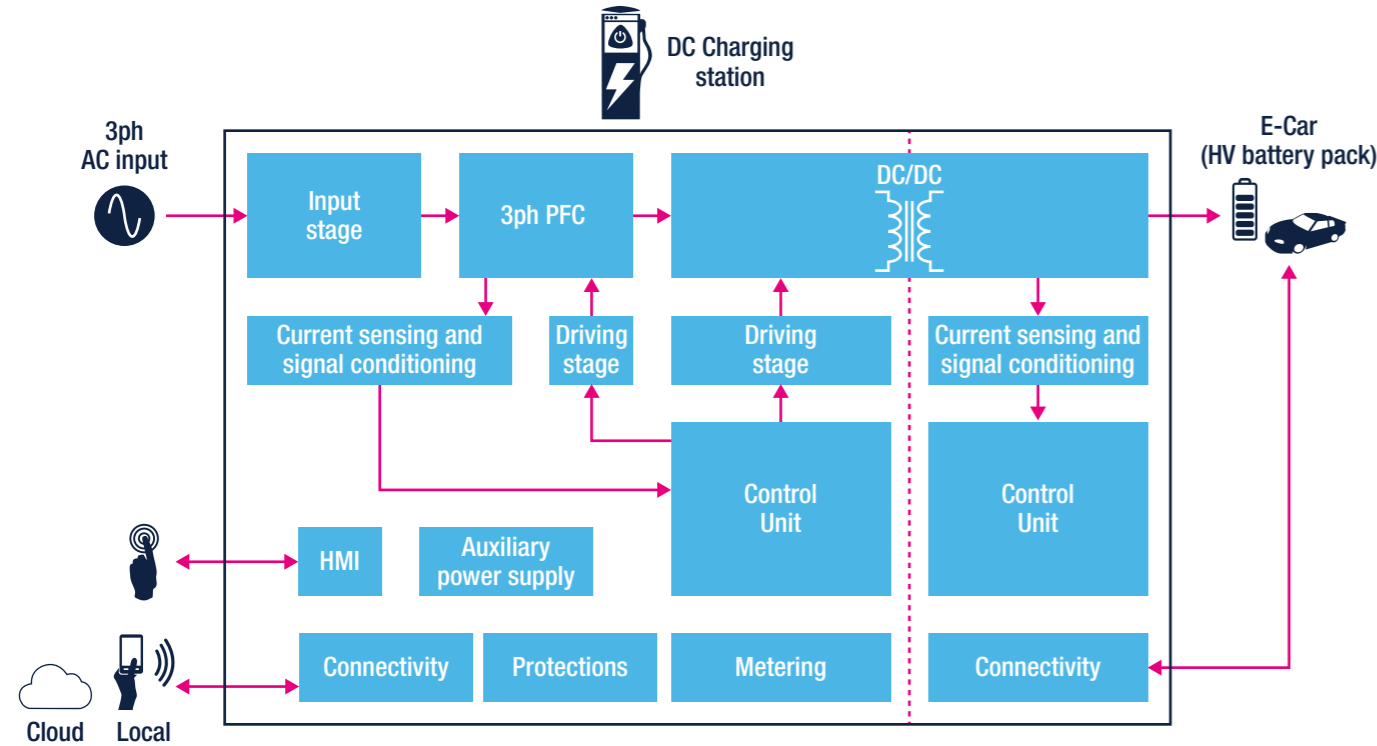 DC Charging
station
3ph
AC input
E-Car
(HV battery pack)
Input
stage
3ph PFC
DC/DC
Current sensing and
signal conditioning
Driving
stage
Driving
stage
Current sensing and
signal conditioning
Control
Unit
Control
Unit
HMI
Auxiliary
power supply
Connectivity
Protections
Metering
Connectivity
Cloud
Local